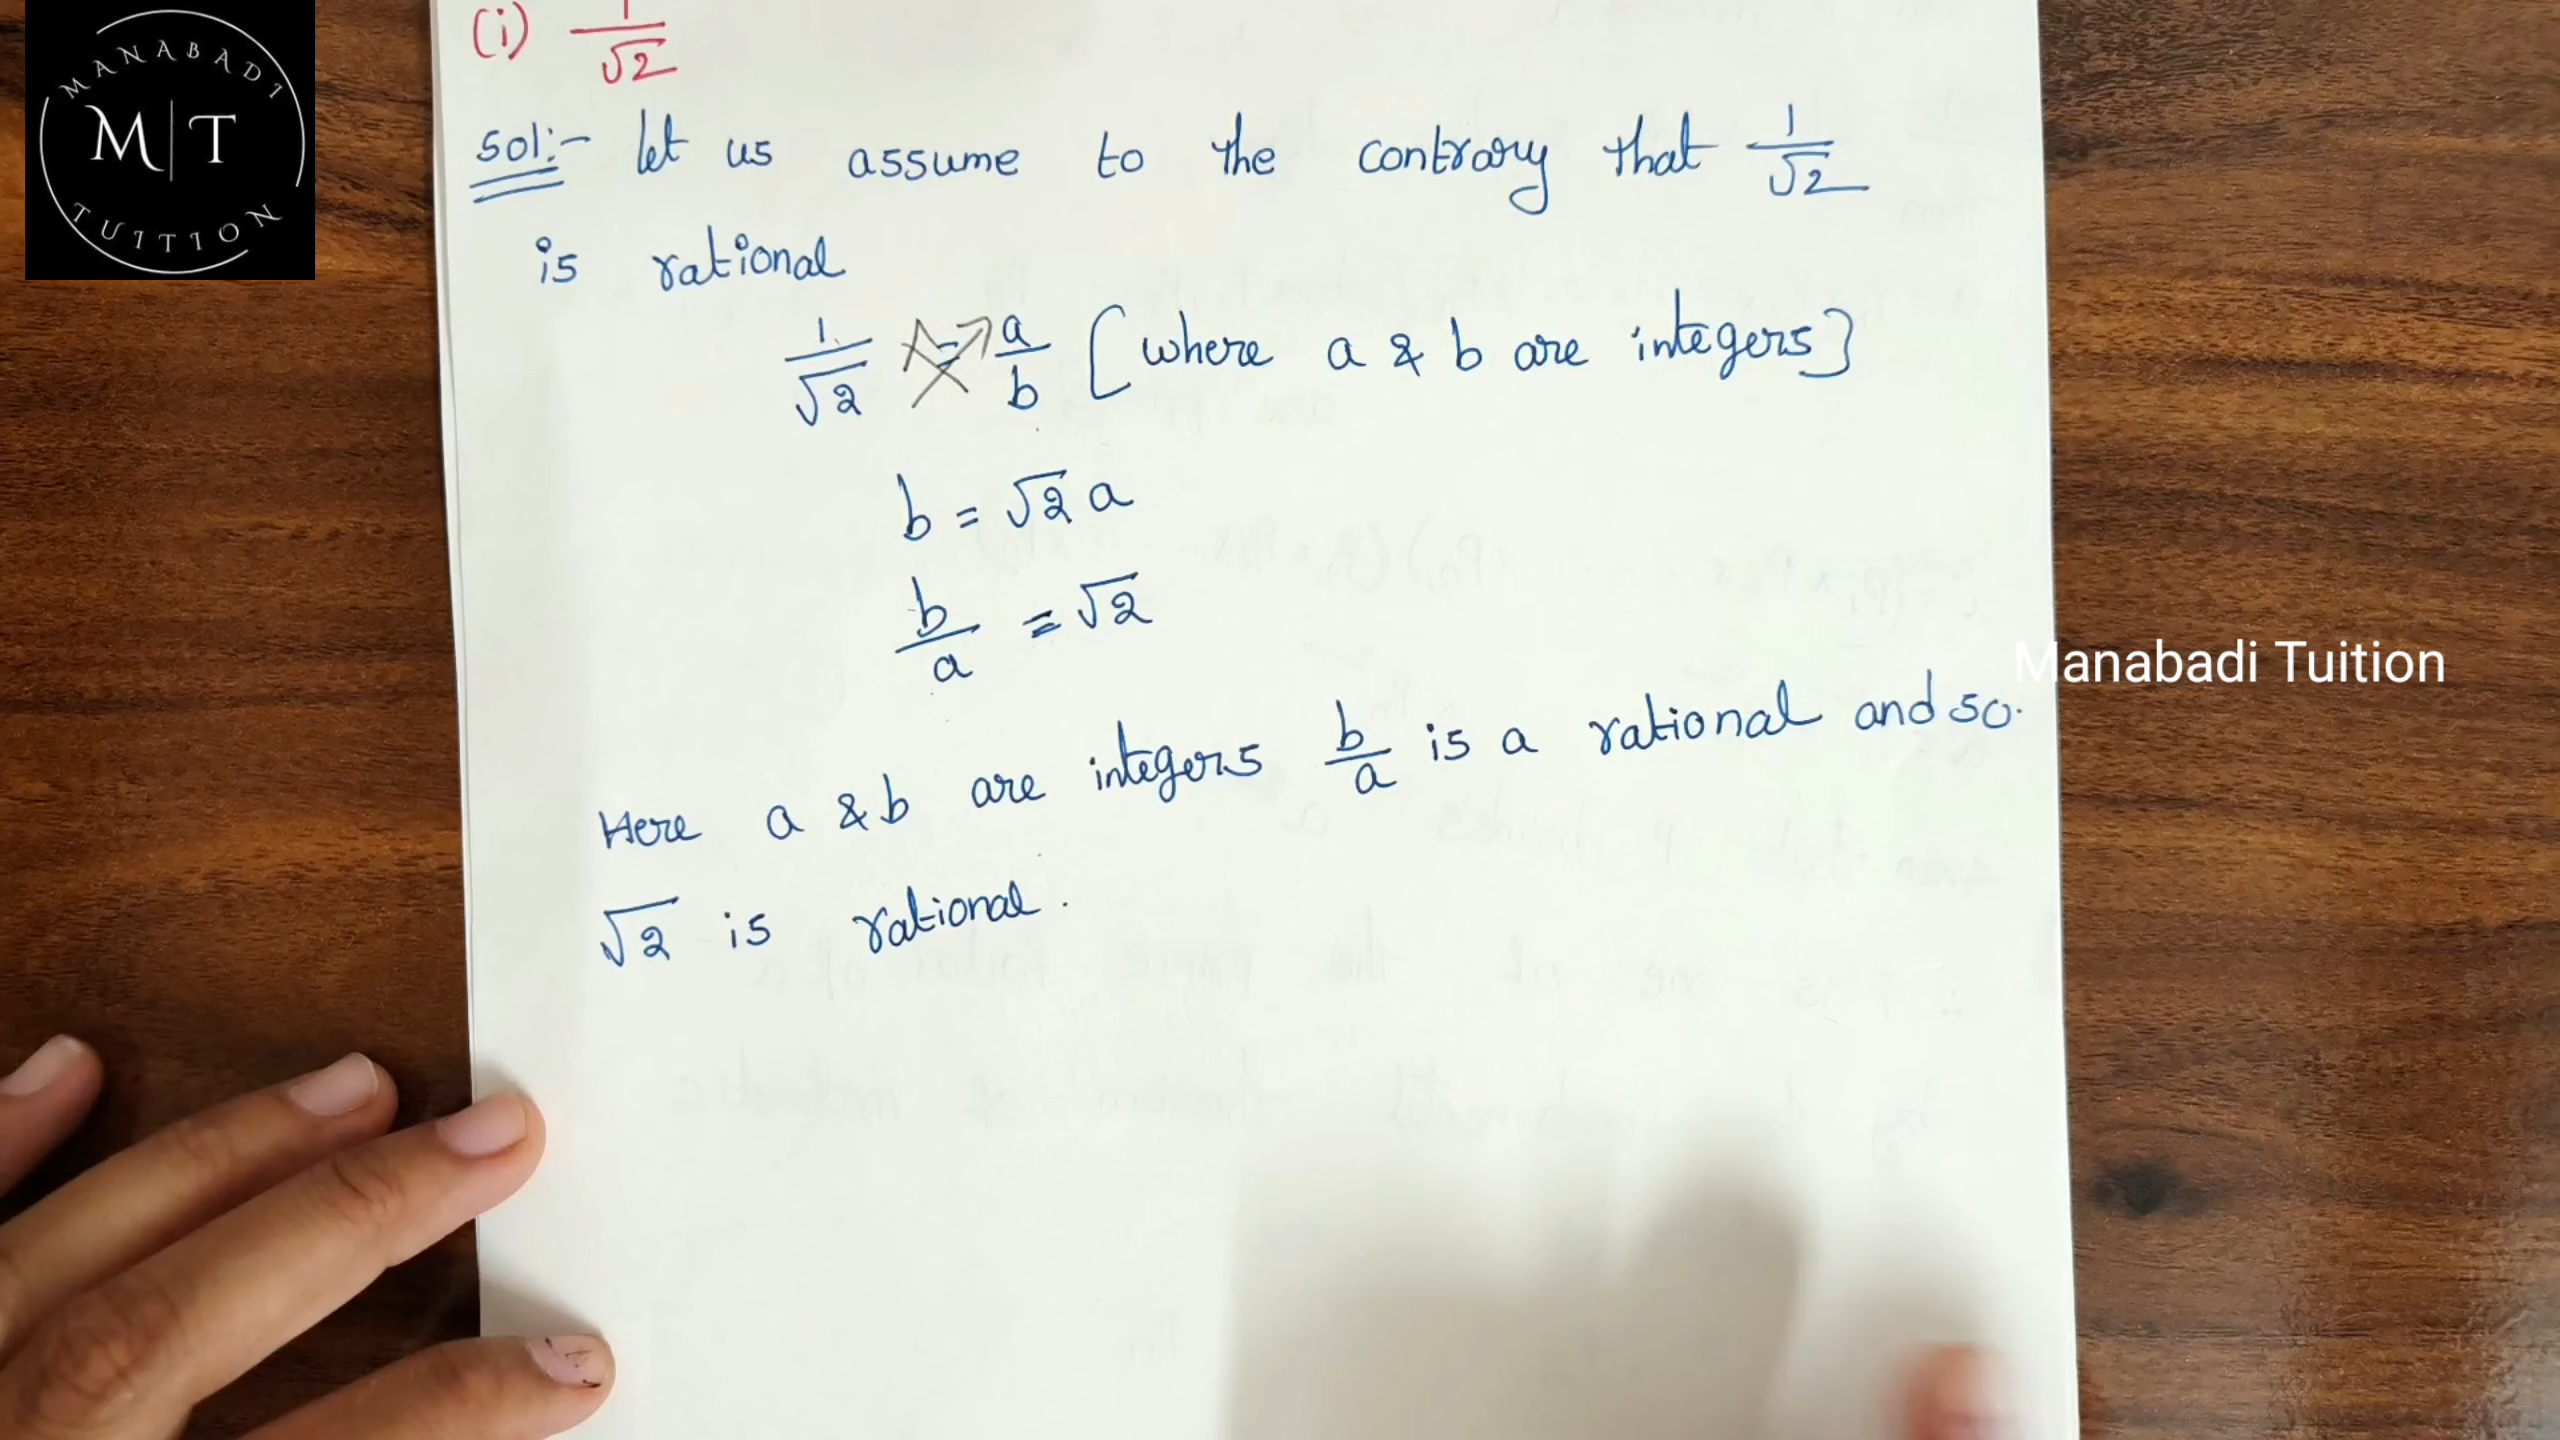 MANABADI
M|T
TUITION
(i) 1/√2
Sol:- let us assume to the contrary that 1/√2
is rational
1/√2 = a/b [where a & b are integers]
b = √2 a
b/a = √2
Manabadi Tuition
Here a & b are integers b/a is a rational and so
√2 is rational.